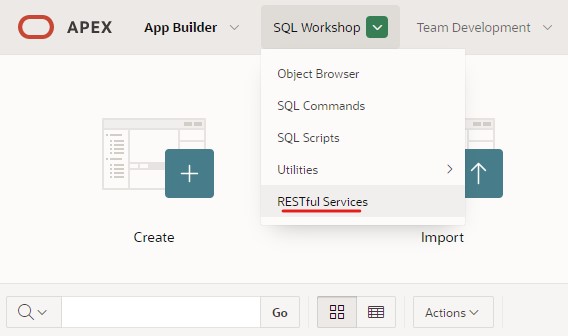 APEX App Builder SQL Workshop Team Development
Object Browser
SQL Commands
SQL Scripts
Utilities
RESTful Services
Create Import
Go Actions